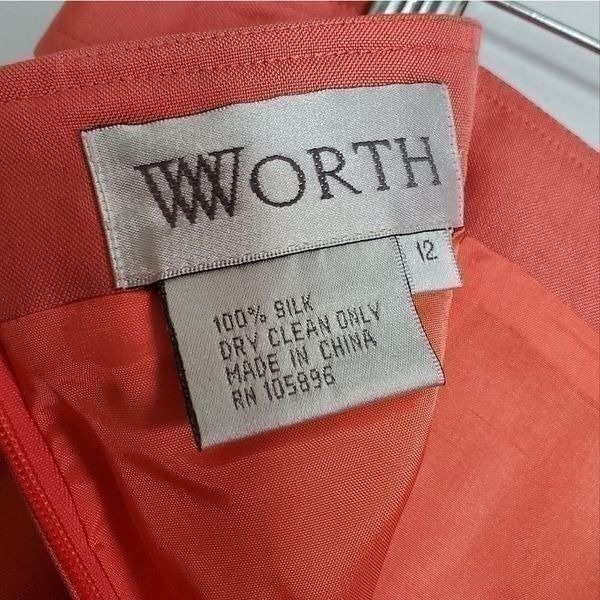 WORTH
12
100% SILK
DRY CLEAN ONLY
MADE IN CHINA
RN 105896